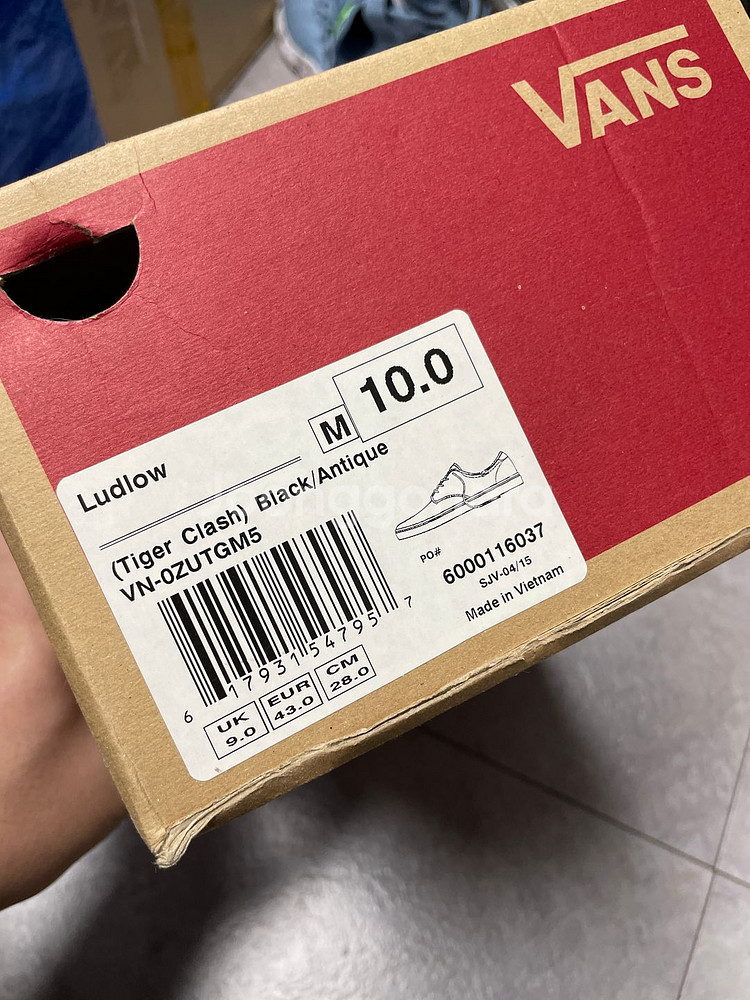 VANS
10.0
M
Ludlow
(Tiger Clash) Black/Antique
VN-0ZUTGM5
PO#
6000116037
SJV-04/15
Made in Vietnam
6 17931 54795 7
UK EUR CM
9.0 43.0 28.0